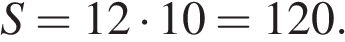 S = 12 · 10 = 120.